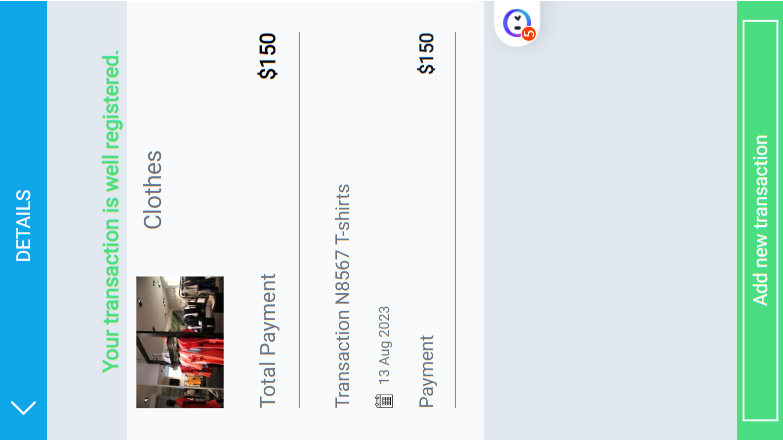 DETAILS
Your transaction is well registered.
Clothes
Total Payment $150
Transaction N8567 T-shirts
13 Aug 2023
Payment $150
5
Add new transaction